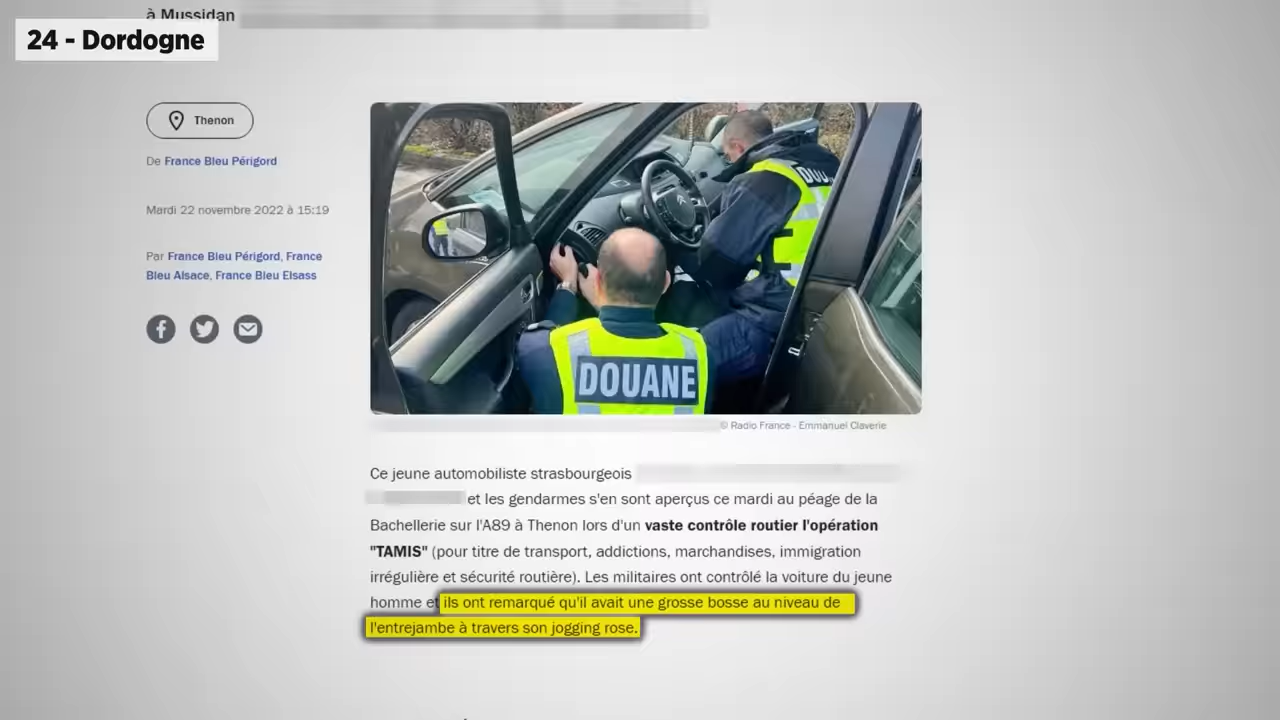 à Mussidan
24 - Dordogne
Thenon
De France Bleu Périgord
Mardi 22 novembre 2022 à 15:19
Par France Bleu Périgord, France
Bleu Alsace, France Bleu Elsass
DOUANE
© Radio France - Emmanuel Claverie
Ce jeune automobiliste strasbourgeois
et les gendarmes s'en sont aperçus ce mardi au péage de la
Bachellerie sur l'A89 à Thenon lors d'un vaste contrôle routier l'opération
"TAMIS" (pour titre de transport, addictions, marchandises, immigration
irrégulière et sécurité routière). Les militaires ont contrôlé la voiture du jeune
homme et ils ont remarqué qu'il avait une grosse bosse au niveau de
l'entrejambe à travers son jogging rose.